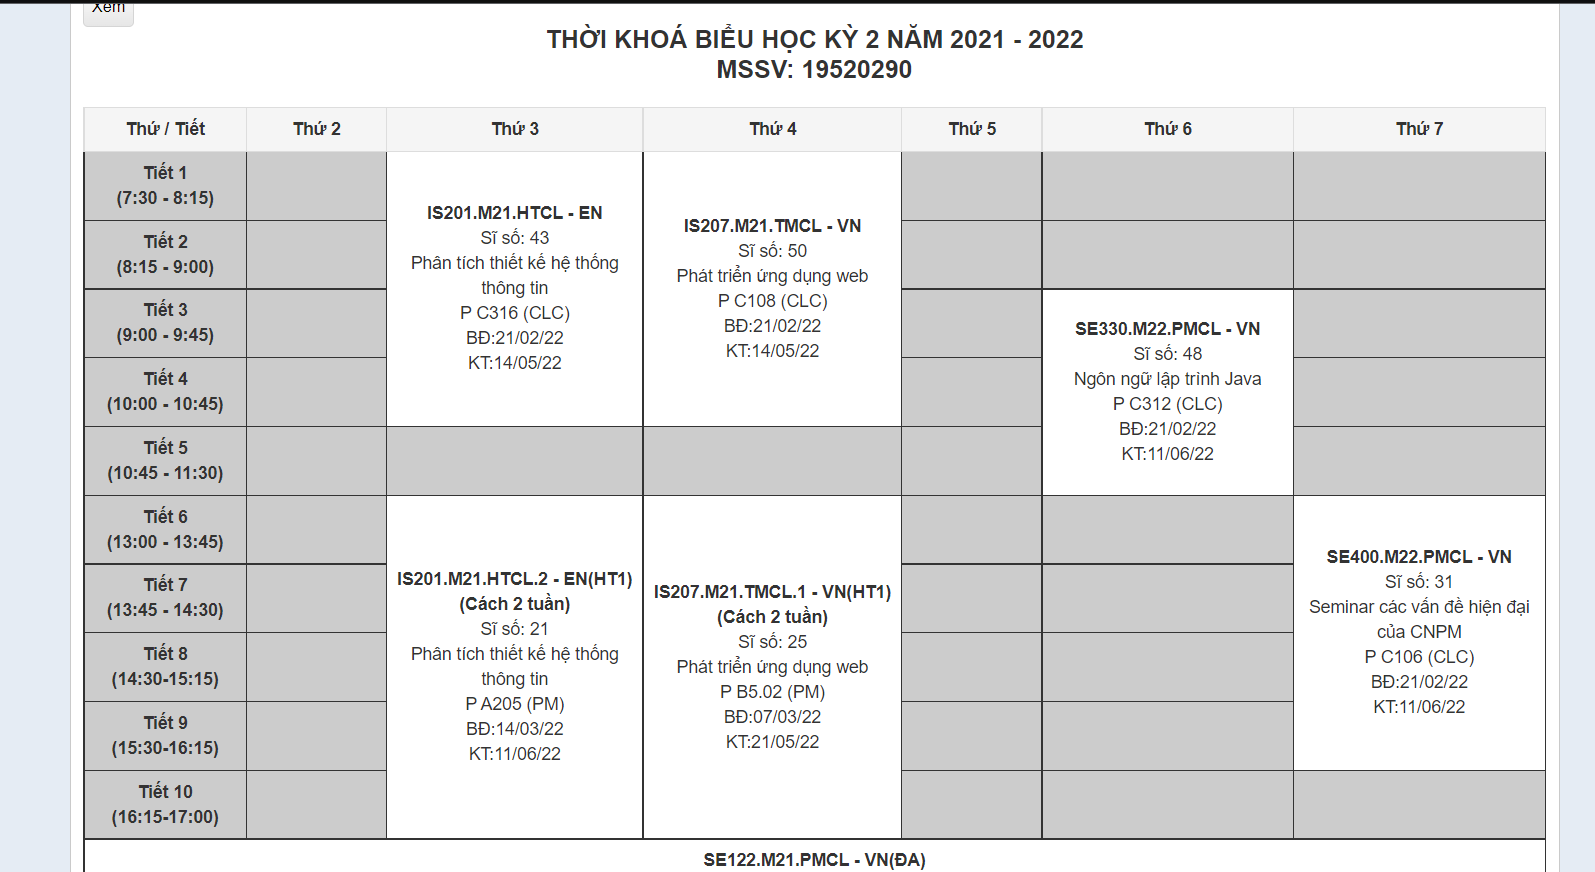 Xem
THỜI KHOÁ BIỂU HỌC KỲ 2 NĂM 2021 - 2022
MSSV: 19520290
Thứ / Tiết
Thứ 2
Thứ 3
Thứ 4
Thứ 5
Thứ 6
Thứ 7
Tiết 1
(7:30 - 8:15)
IS201.M21.HTCL - EN
Sĩ số: 43
Phân tích thiết kế hệ thống
thông tin
P C316 (CLC)
BĐ:21/02/22
KT:14/05/22
IS207.M21.TMCL - VN
Sĩ số: 50
Phát triển ứng dụng web
P C108 (CLC)
BĐ:21/02/22
KT:14/05/22
Tiết 2
(8:15 - 9:00)
Tiết 3
(9:00 - 9:45)
SE330.M22.PMCL - VN
Sĩ số: 48
Ngôn ngữ lập trình Java
P C312 (CLC)
BĐ:21/02/22
KT:11/06/22
Tiết 4
(10:00 - 10:45)
Tiết 5
(10:45 - 11:30)
Tiết 6
(13:00 - 13:45)
IS201.M21.HTCL.2 - EN(HT1)
(Cách 2 tuần)
Sĩ số: 21
Phân tích thiết kế hệ thống
thông tin
P A205 (PM)
BĐ:14/03/22
KT:11/06/22
IS207.M21.TMCL.1 - VN(HT1)
(Cách 2 tuần)
Sĩ số: 25
Phát triển ứng dụng web
P B5.02 (PM)
BĐ:07/03/22
KT:21/05/22
SE400.M22.PMCL - VN
Sĩ số: 31
Seminar các vấn đề hiện đại
của CNPM
P C106 (CLC)
BĐ:21/02/22
KT:11/06/22
Tiết 7
(13:45 - 14:30)
Tiết 8
(14:30-15:15)
Tiết 9
(15:30-16:15)
Tiết 10
(16:15-17:00)
SE122.M21.PMCL - VN(ĐA)